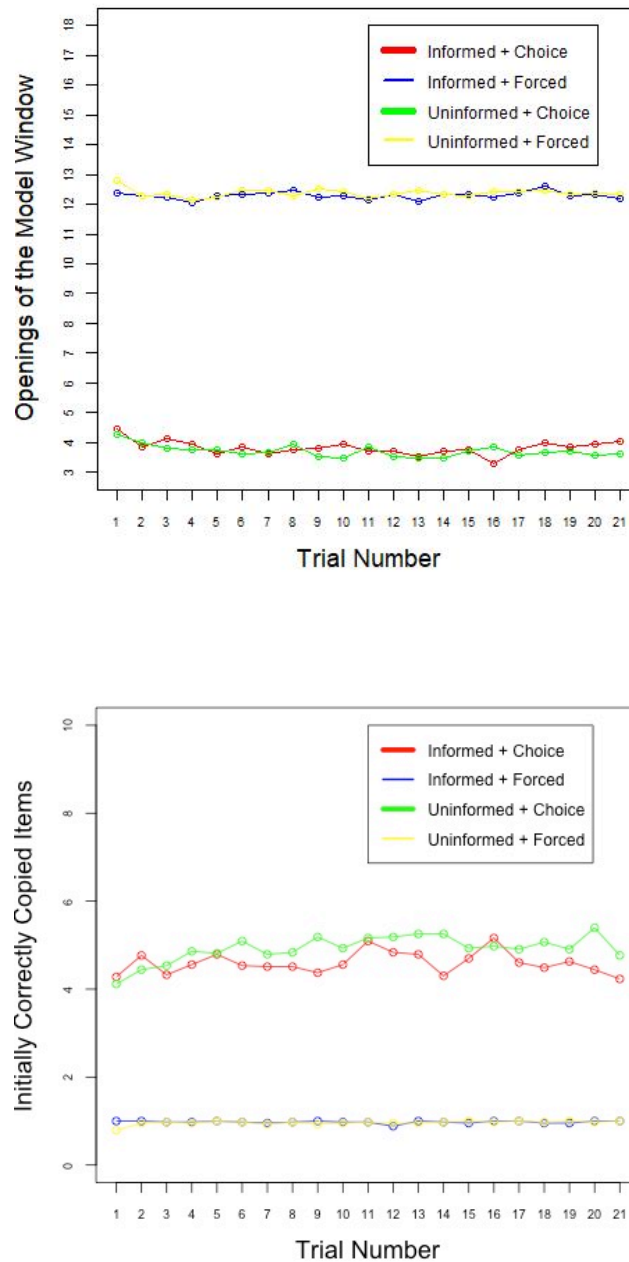 Openings of the Model Window
18
17
16
15
14
13
12
11
10
9
8
7
6
5
4
3
Informed + Choice
Informed + Forced
Uninformed + Choice
Uninformed + Forced
1 2 3 4 5 6 7 8 9 10 11 12 13 14 15 16 17 18 19 20 21
Trial Number
Initially Correctly Copied Items
10
8
6
4
2
0
Informed + Choice
Informed + Forced
Uninformed + Choice
Uninformed + Forced
1 2 3 4 5 6 7 8 9 10 11 12 13 14 15 16 17 18 19 20 21
Trial Number